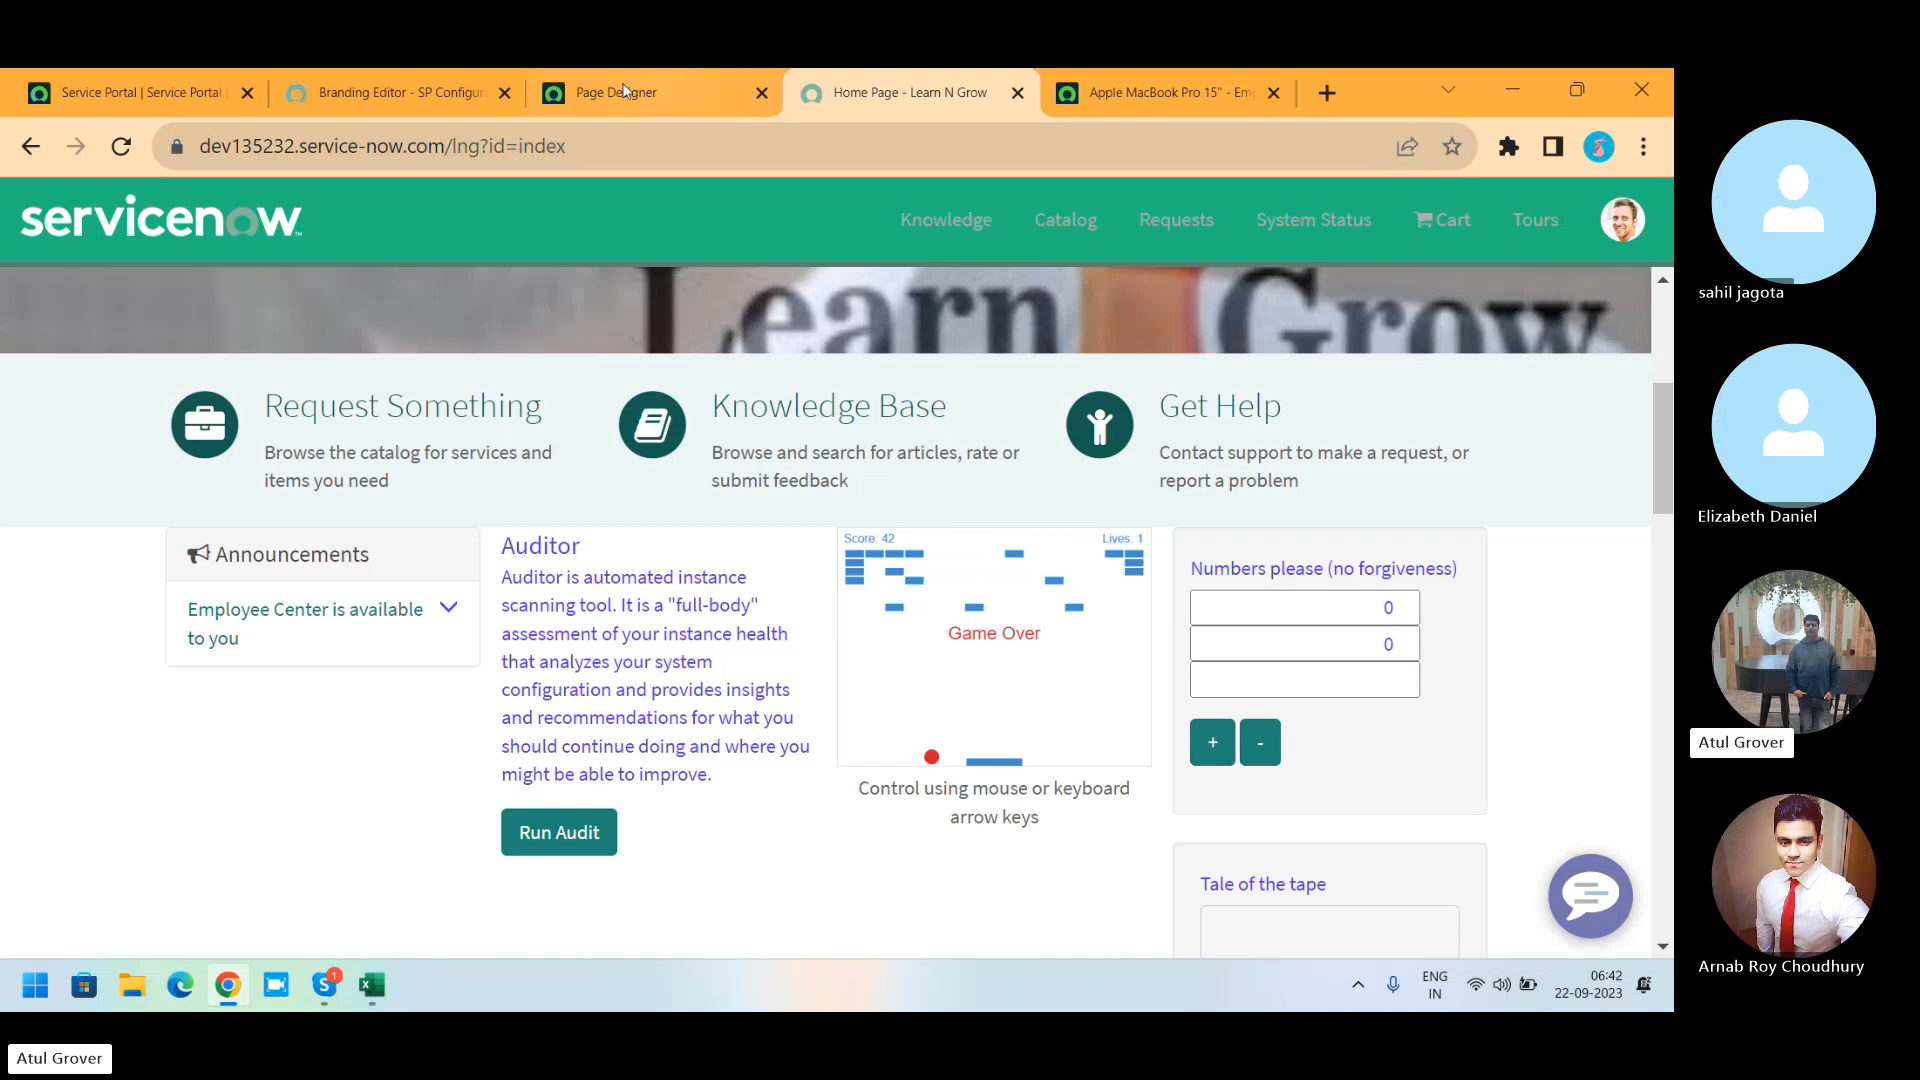 Service Portal | Service Portal
Branding Editor - SP Configur
Page Designer
Home Page - Learn N Grow
Apple MacBook Pro 15" - Emp
dev135232.service-now.com/lng?id=index
servicenow
Knowledge
Catalog
Requests
System Status
Cart
Tours
Learn Grow
Request Something
Browse the catalog for services and
items you need
Knowledge Base
Browse and search for articles, rate or
submit feedback
Get Help
Contact support to make a request, or
report a problem
Announcements
Employee Center is available
to you
Auditor
Auditor is automated instance
scanning tool. It is a "full-body"
assessment of your instance health
that analyzes your system
configuration and provides insights
and recommendations for what you
should continue doing and where you
might be able to improve.
Run Audit
Score: 42
Lives: 1
Game Over
Control using mouse or keyboard
arrow keys
Numbers please (no forgiveness)
0
0
+
-
Tale of the tape
1
ENG
IN
06:42
22-09-2023
sahil jagota
Elizabeth Daniel
Atul Grover
Arnab Roy Choudhury
Atul Grover